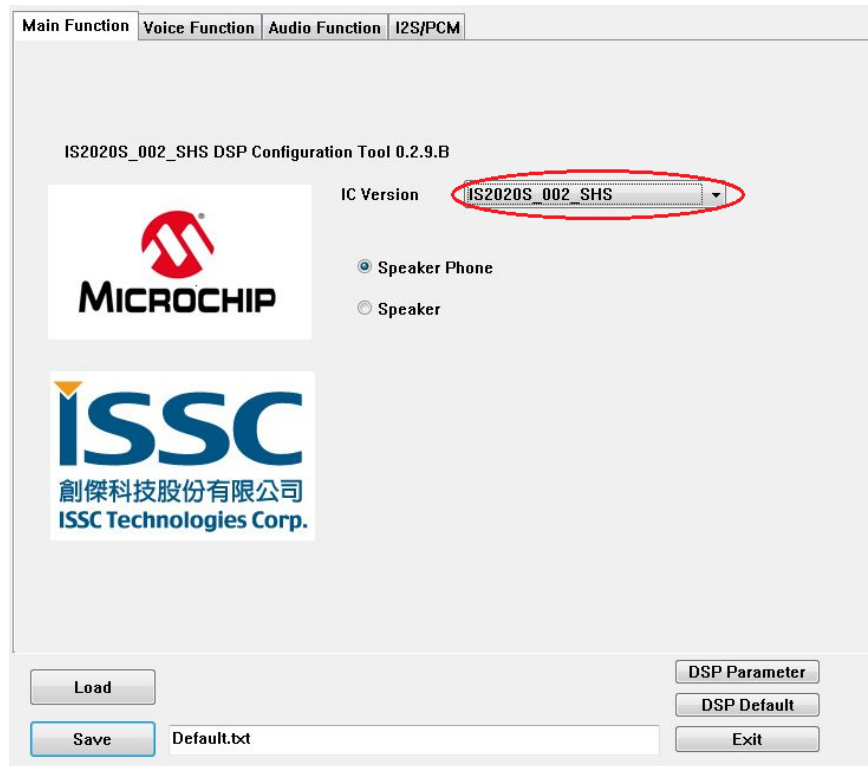 Main Function Voice Function Audio Function I2S/PCM
IS2020S_002_SHS DSP Configuration Tool 0.2.9.B
IC Version IS2020S_002_SHS
Speaker Phone
Speaker
MICROCHIP
ISSC
創傑科技股份有限公司
ISSC Technologies Corp.
Load
Save Default.txt
DSP Parameter
DSP Default
Exit